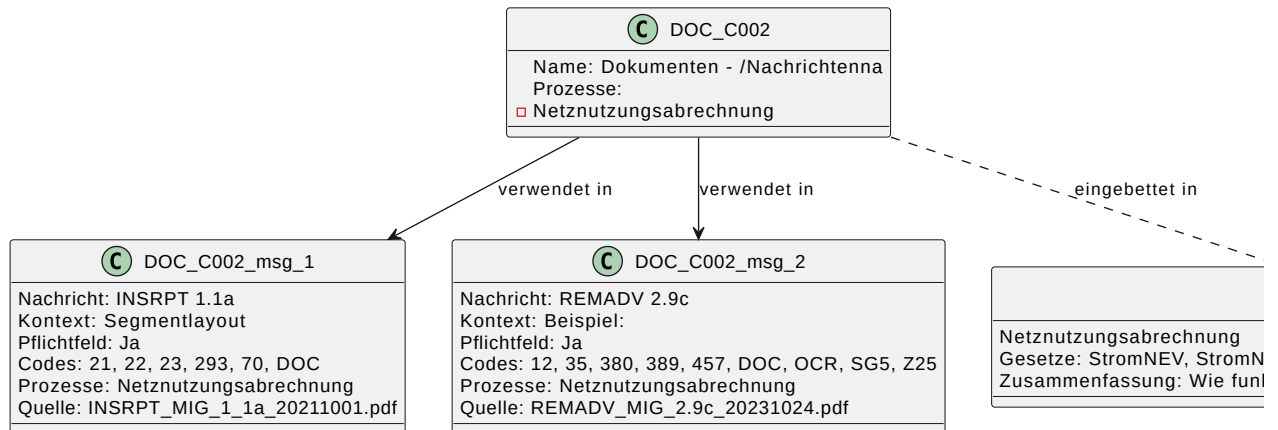 C DOC_C002
Name: Dokumenten - /Nachrichtenna
Prozesse:
Netznutzungsabrechnung
verwendet in
verwendet in
eingebettet in
C DOC_C002_msg_1
Nachricht: INSRPT 1.1a
Kontext: Segmentlayout
Pflichtfeld: Ja
Codes: 21, 22, 23, 293, 70, DOC
Prozesse: Netznutzungsabrechnung
Quelle: INSRPT_MIG_1_1a_20211001.pdf
C DOC_C002_msg_2
Nachricht: REMADV 2.9c
Kontext: Beispiel:
Pflichtfeld: Ja
Codes: 12, 35, 380, 389, 457, DOC, OCR, SG5, Z25
Prozesse: Netznutzungsabrechnung
Quelle: REMADV_MIG_2.9c_20231024.pdf
Netznutzungsabrechnung
Gesetze: StromNEV, StromN
Zusammenfassung: Wie